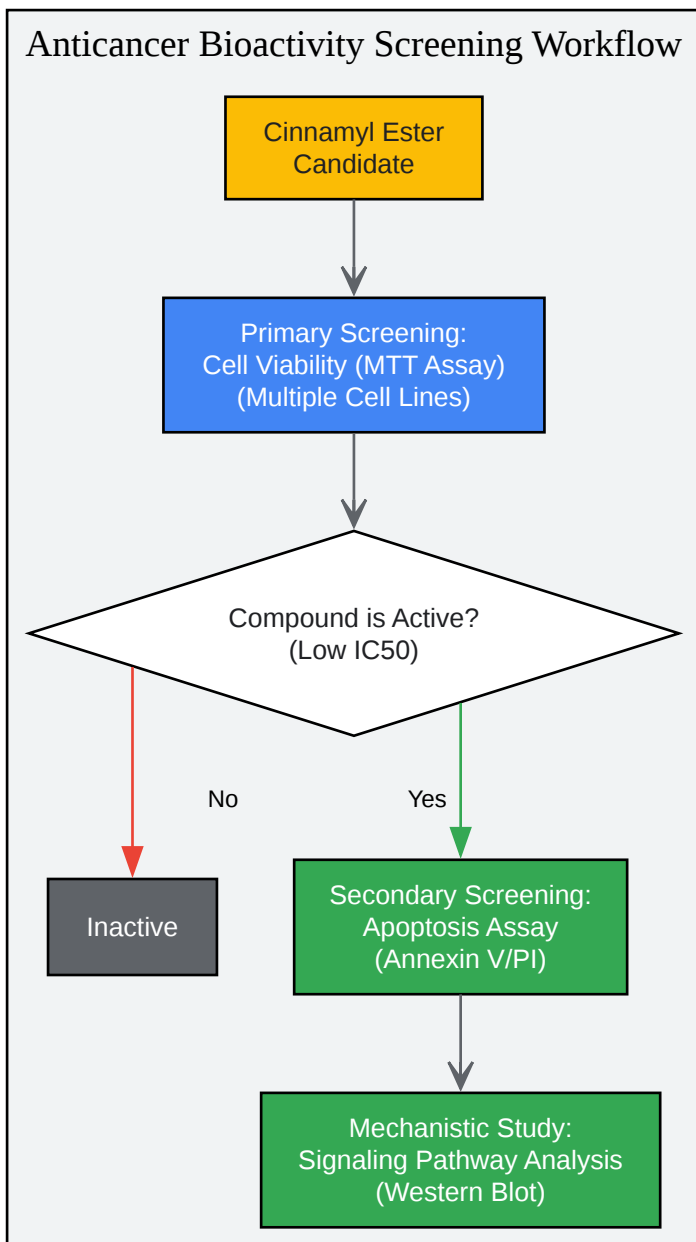 Anticancer Bioactivity Screening Workflow
Cinnamyl Ester
Candidate
Primary Screening:
Cell Viability (MTT Assay)
(Multiple Cell Lines)
Compound is Active?
(Low IC50)
No
Yes
Inactive
Secondary Screening:
Apoptosis Assay
(Annexin V/PI)
Mechanistic Study:
Signaling Pathway Analysis
(Western Blot)